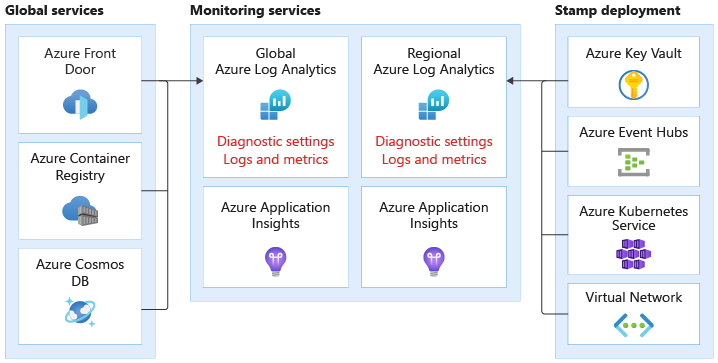 Global services
Azure Front
Door
Azure Container
Registry
Azure Cosmos
DB
Monitoring services
Global
Azure Log Analytics
Diagnostic settings
Logs and metrics
Regional
Azure Log Analytics
Diagnostic settings
Logs and metrics
Azure Application
Insights
Azure Application
Insights
Stamp deployment
Azure Key Vault
Azure Event Hubs
Azure Kubernetes
Service
Virtual Network